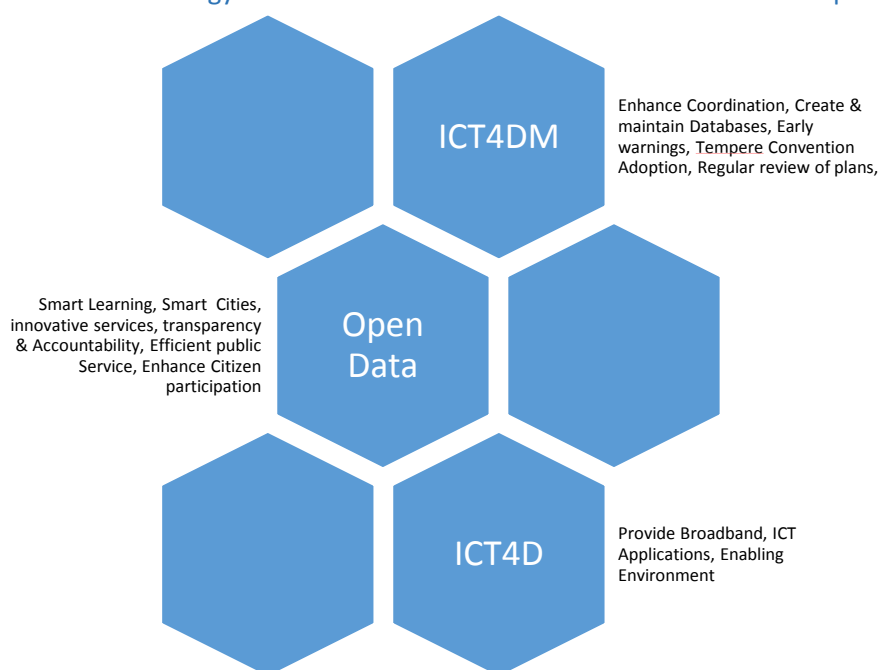 ICT4DM
Enhance Coordination, Create &
maintain Databases, Early
warnings, Tempere Convention
Adoption, Regular review of plans,
Smart Learning, Smart Cities,
innovative services, transparency
& Accountability, Efficient public
Service, Enhance Citizen
participation
Open
Data
ICT4D
Provide Broadband, ICT
Applications, Enabling
Environment